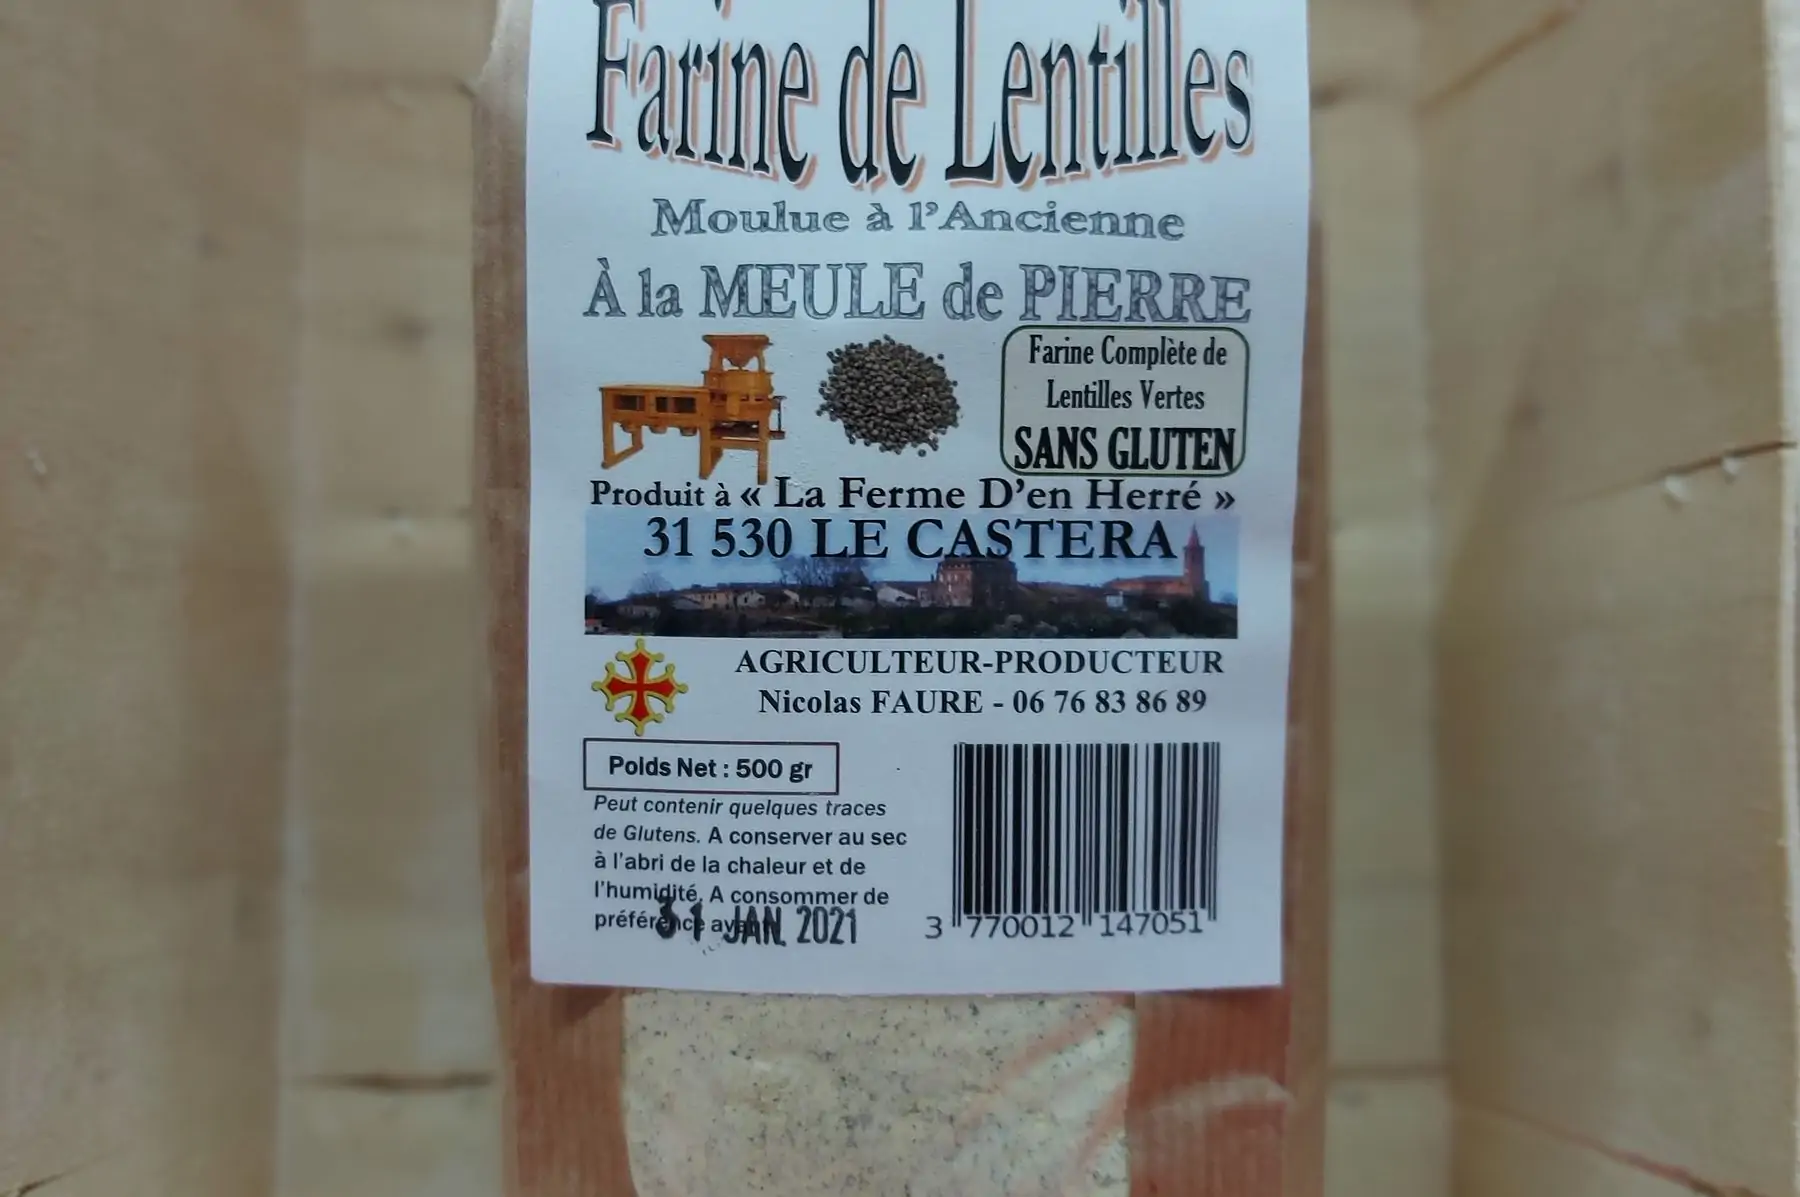 Farine de Lentilles
Moulue à l'Ancienne
À la MEULE de PIERRE
Farine Complète de
Lentilles Vertes
SANS GLUTEN
Produit à « La Ferme D'en Herré »
31 530 LE CASTERA
AGRICULTEUR-PRODUCTEUR
Nicolas FAURE - 06 76 83 86 89
Poids Net : 500 gr
Peut contenir quelques traces
de Glutens. A conserver au sec
à l'abri de la chaleur et de
l'humidité. A consommer de
préférence avant
31 JAN. 2021
3 770012 147051